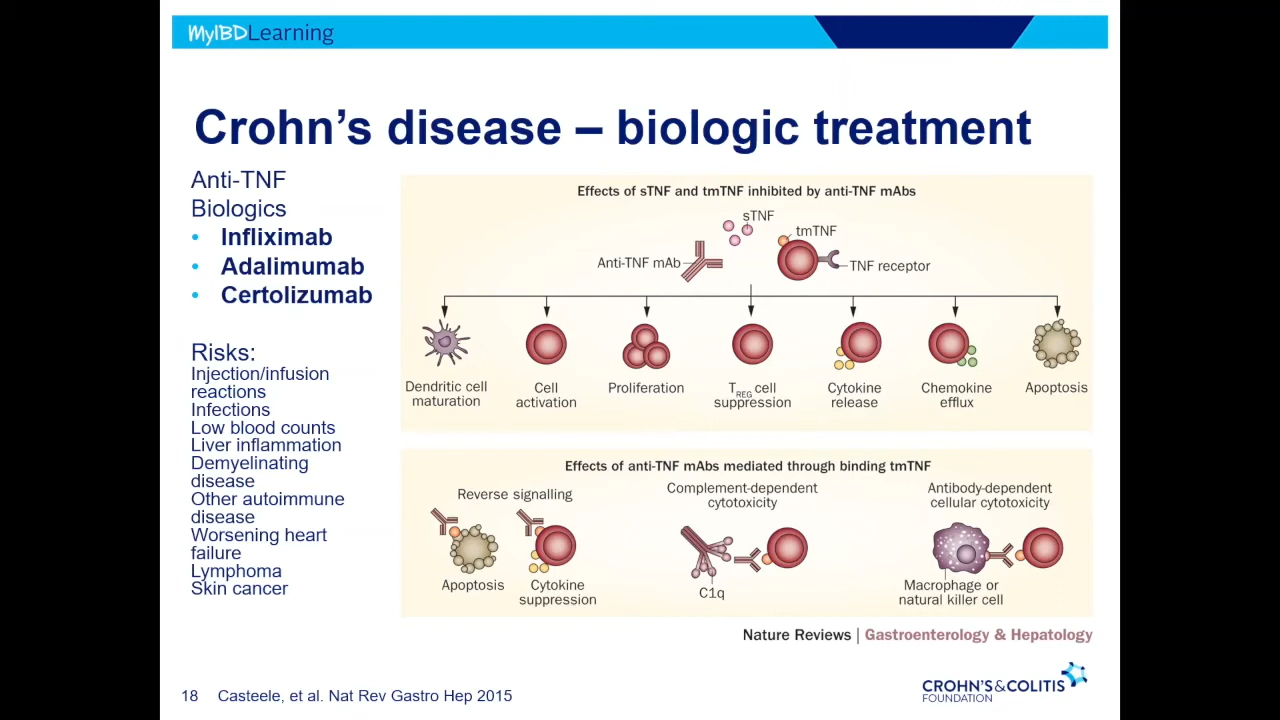 MyIBDLearning
Crohn's disease – biologic treatment
Anti-TNF
Biologics
• Infliximab
• Adalimumab
• Certolizumab
Risks:
Injection/infusion
reactions
Infections
Low blood counts
Liver inflammation
Demyelinating
disease
Other autoimmune
disease
Worsening heart
failure
Lymphoma
Skin cancer
Effects of sTNF and tmTNF inhibited by anti-TNF mAbs
sTNF
tmTNF
Anti-TNF mAb
TNF receptor
Dendritic cell
maturation
Cell
activation
Proliferation
TREG cell
suppression
Cytokine
release
Chemokine
efflux
Apoptosis
Effects of anti-TNF mAbs mediated through binding tmTNF
Reverse signalling
Apoptosis
Cytokine
suppression
Complement-dependent
cytotoxicity
C1q
Antibody-dependent
cellular cytotoxicity
Macrophage or
natural killer cell
Nature Reviews | Gastroenterology & Hepatology
18 Casteele, et al. Nat Rev Gastro Hep 2015
CROHN'S&COLITIS
FOUNDATION